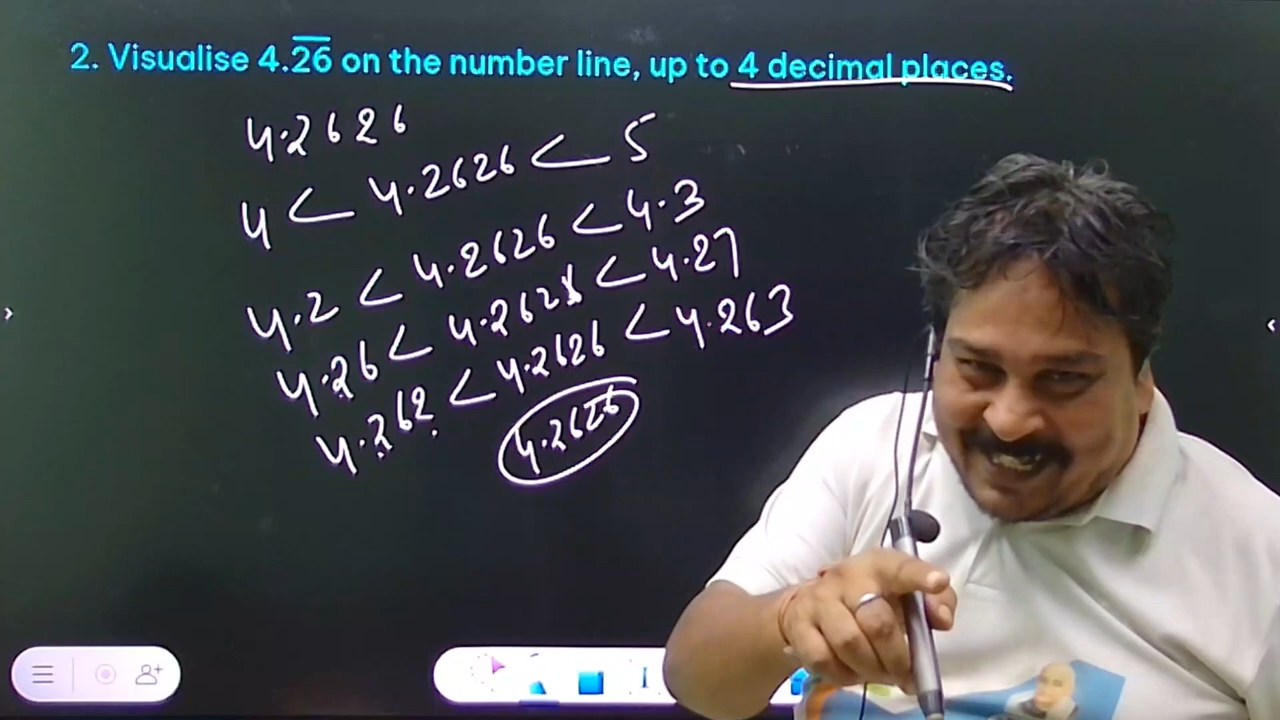 2. Visualise 4.2̅6̅ on the number line, up to 4 decimal places.
4.2626
4 < 4.2626 < 5
4.2 < 4.2626 < 4.3
4.26 < 4.2626 < 4.27
4.262 < 4.2626 < 4.263
4.2626